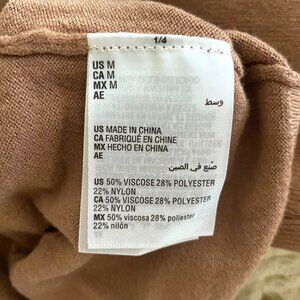 1/4
US M
CA M
MX M
AE
وسط
US MADE IN CHINA
CA FABRIQUÉ EN CHINE
MX HECHO EN CHINA
AE
صنع في الصين
US 50% VISCOSE 28% POLYESTER
22% NYLON
CA 50% VISCOSE 28% POLYESTER
22% NYLON
MX 50% viscosa 28% poliester
22% nilón